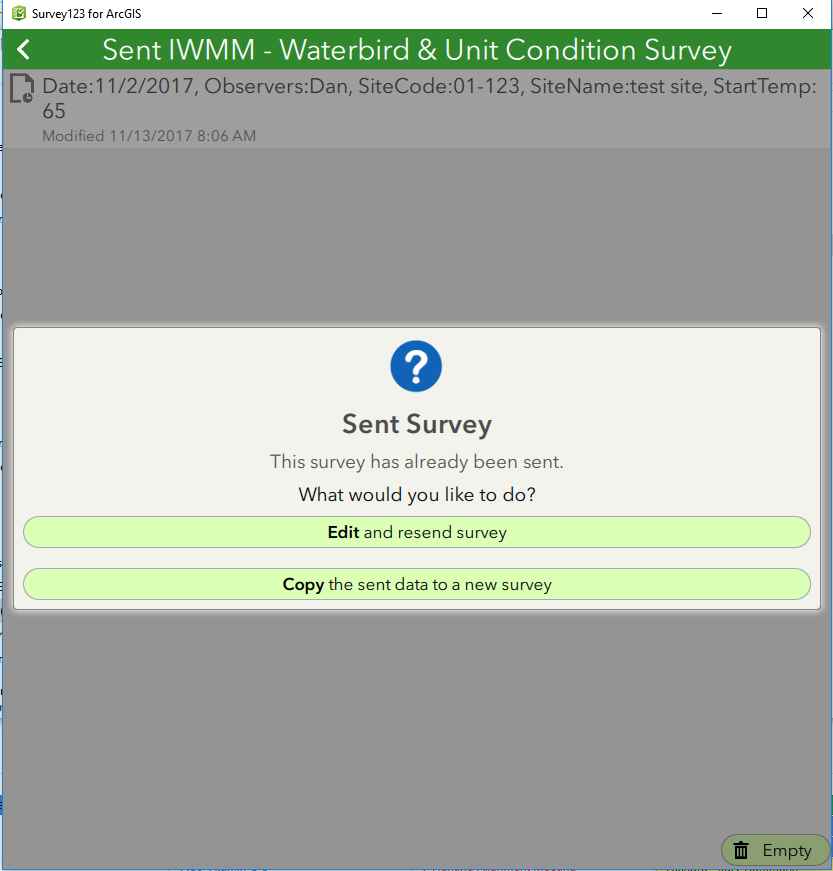 Survey123 for ArcGIS
Sent IWMM - Waterbird & Unit Condition Survey
Date:11/2/2017, Observers:Dan, SiteCode:01-123, SiteName:test site, StartTemp:
65
Modified 11/13/2017 8:06 AM
Sent Survey
This survey has already been sent.
What would you like to do?
Edit and resend survey
Copy the sent data to a new survey
Empty